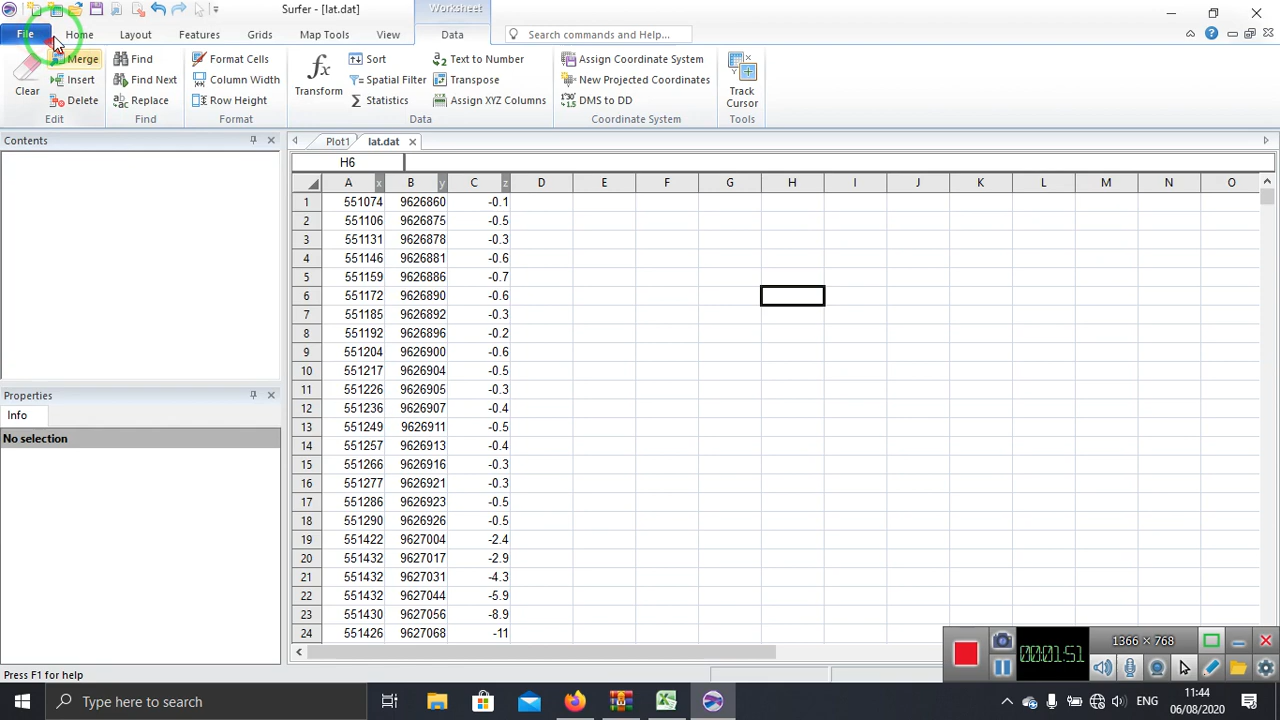 Surfer - [lat.dat]
Worksheet
File Home Layout Features Grids Map Tools View Data Search commands and Help...
Merge Find Format Cells Sort Text to Number Assign Coordinate System
Insert Find Next Column Width Spatial Filter Transpose New Projected Coordinates
Clear Delete Replace Row Height Transform Statistics Assign XYZ Columns DMS to DD Track Cursor
Edit Find Format Data Coordinate System Tools
Contents
Plot1 lat.dat
H6
A x B y C z D E F G H I J K L M N O
1 551074 9626860 -0.1
2 551106 9626875 -0.5
3 551131 9626878 -0.3
4 551146 9626881 -0.6
5 551159 9626886 -0.7
6 551172 9626890 -0.6
7 551185 9626892 -0.3
8 551192 9626896 -0.2
9 551204 9626900 -0.6
10 551217 9626904 -0.5
11 551226 9626905 -0.3
12 551236 9626907 -0.4
13 551249 9626911 -0.5
14 551257 9626913 -0.4
15 551266 9626916 -0.3
16 551277 9626921 -0.3
17 551286 9626923 -0.5
18 551290 9626926 -0.5
19 551422 9627004 -2.4
20 551432 9627017 -2.9
21 551432 9627031 -4.3
22 551432 9627044 -5.9
23 551430 9627056 -8.9
24 551426 9627068 -11
Properties
Info
No selection
Press F1 for help
00:01:51
1366 × 768
Type here to search
ENG
11:44
06/08/2020